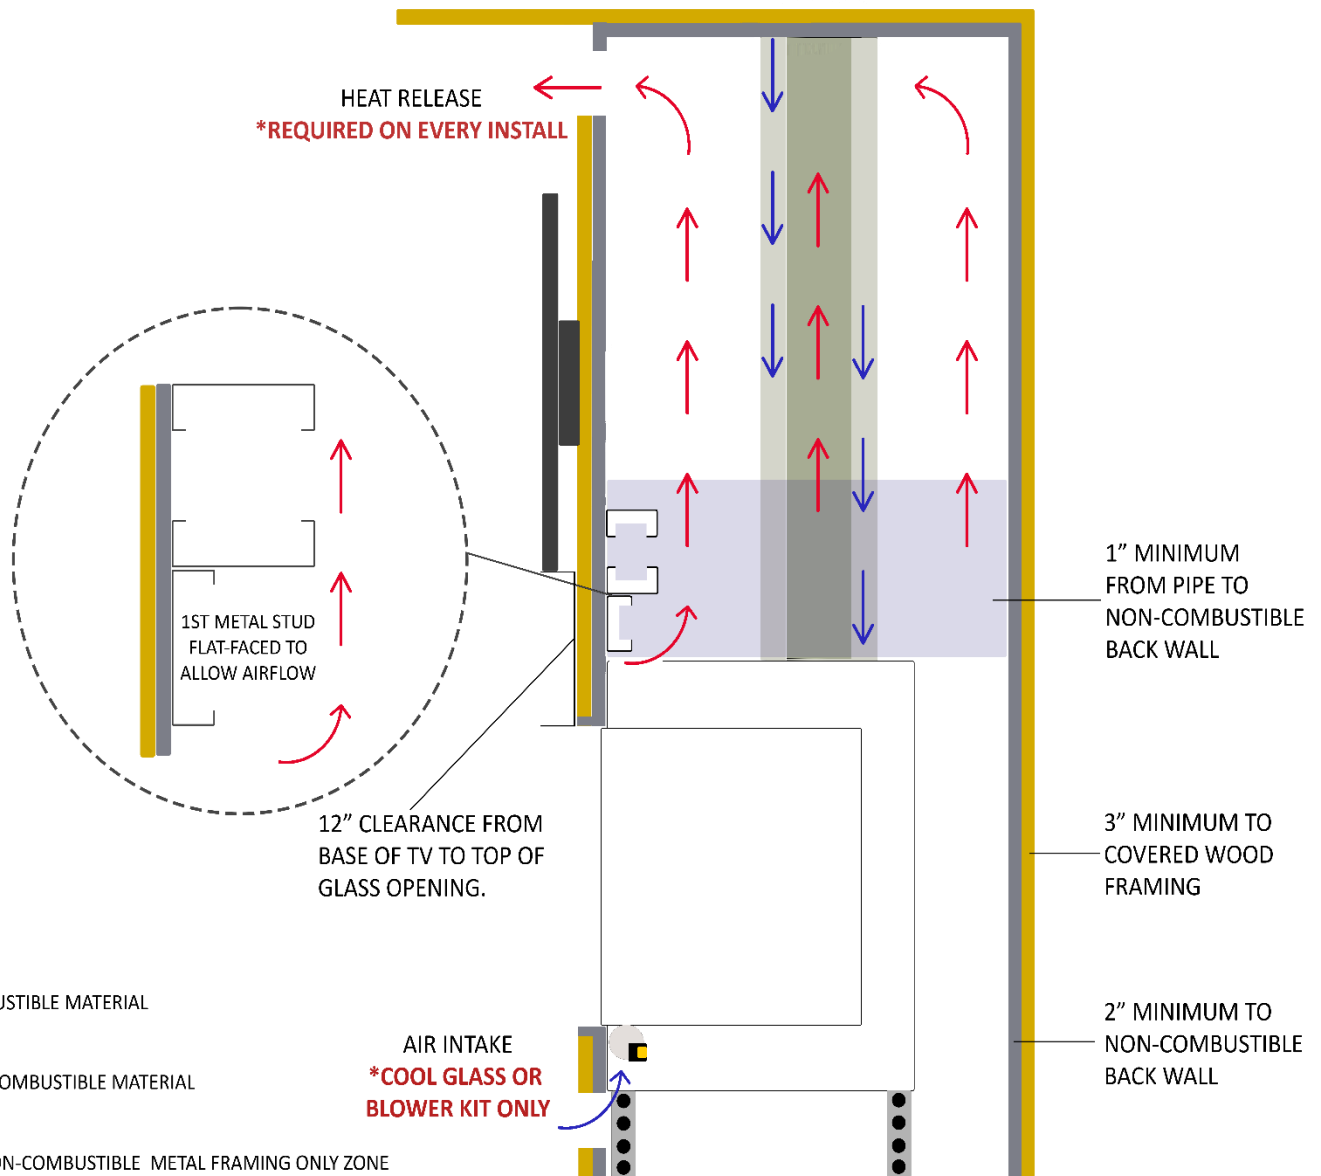 HEAT RELEASE
*REQUIRED ON EVERY INSTALL
1ST METAL STUD
FLAT-FACED TO
ALLOW AIRFLOW
1” MINIMUM
FROM PIPE TO
NON-COMBUSTIBLE
BACK WALL
12” CLEARANCE FROM
BASE OF TV TO TOP OF
GLASS OPENING.
3” MINIMUM TO
COVERED WOOD
FRAMING
USTIBLE MATERIAL
2” MINIMUM TO
NON-COMBUSTIBLE
BACK WALL
AIR INTAKE
*COOL GLASS OR
BLOWER KIT ONLY
OMBUSTIBLE MATERIAL
ON-COMBUSTIBLE METAL FRAMING ONLY ZONE